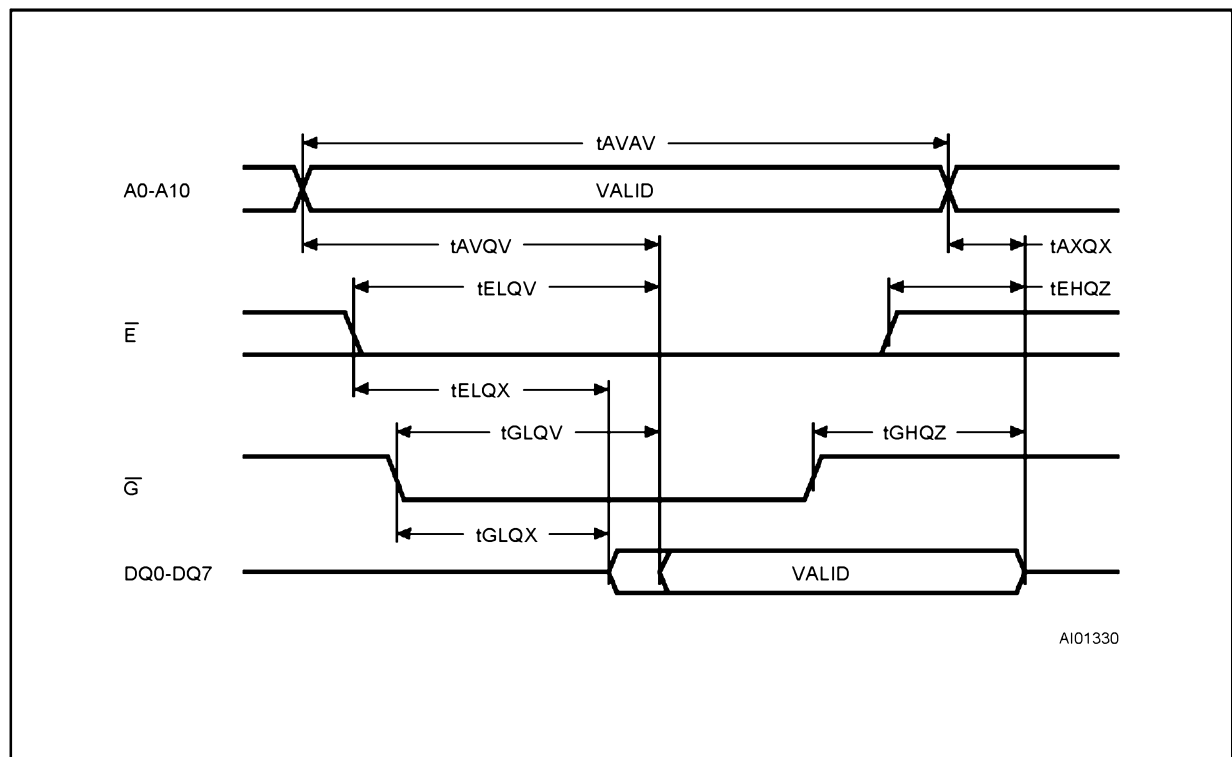 tAVAV
A0-A10
VALID
tAVQV
tAXQX
tELQV
tEHQZ
E̅
tELQX
tGLQV
tGHQZ
G̅
tGLQX
DQ0-DQ7
VALID
AI01330